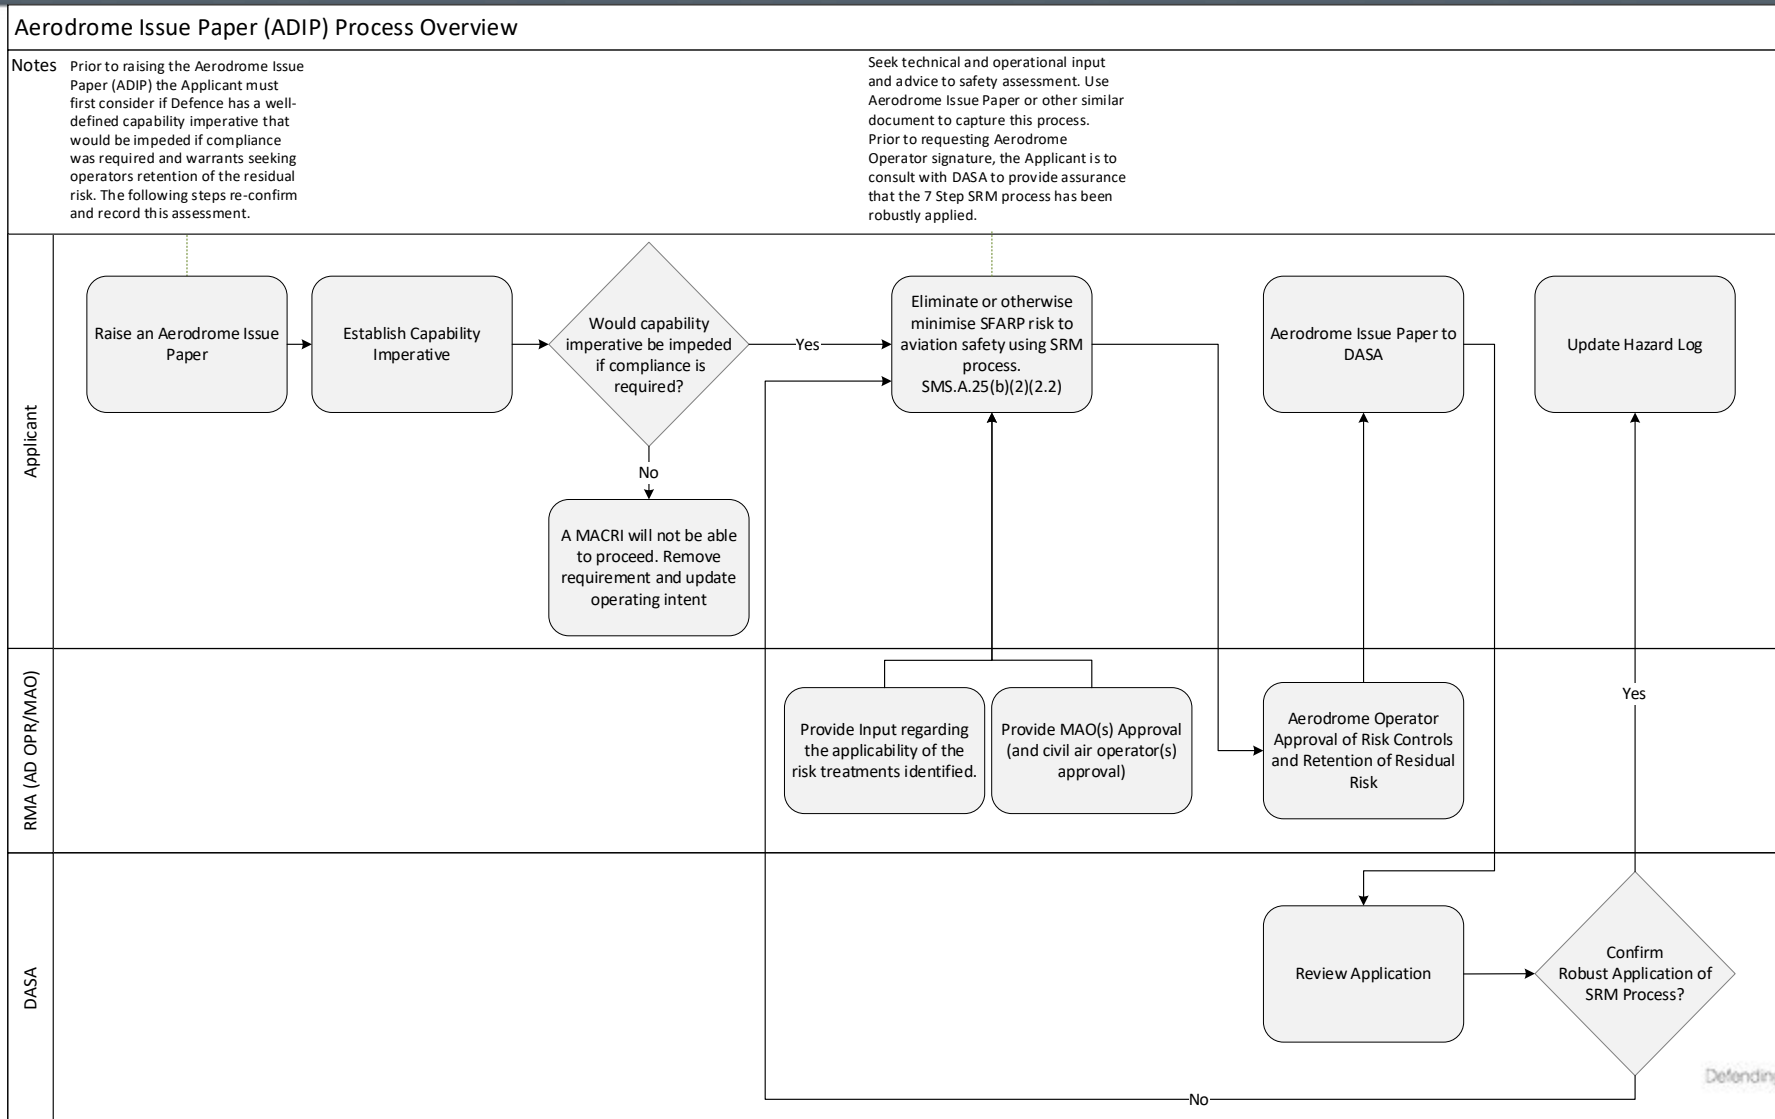 Aerodrome Issue Paper (ADIP) Process Overview
Notes
Prior to raising the Aerodrome Issue
Paper (ADIP) the Applicant must
first consider if Defence has a well-
defined capability imperative that
would be impeded if compliance
was required and warrants seeking
operators retention of the residual
risk. The following steps re-confirm
and record this assessment.
Seek technical and operational input
and advice to safety assessment. Use
Aerodrome Issue Paper or other similar
document to capture this process.
Prior to requesting Aerodrome
Operator signature, the Applicant is to
consult with DASA to provide assurance
that the 7 Step SRM process has been
robustly applied.
Applicant
Raise an Aerodrome Issue
Paper
Establish Capability
Imperative
Would capability
imperative be impeded
if compliance is
required?
Yes
No
A MACRI will not be able
to proceed. Remove
requirement and update
operating intent
Eliminate or otherwise
minimise SFARP risk to
aviation safety using SRM
process.
SMS.A.25(b)(2)(2.2)
Aerodrome Issue Paper to
DASA
Update Hazard Log
RMA (AD OPR/MAO)
Provide Input regarding
the applicability of the
risk treatments identified.
Provide MAO(s) Approval
(and civil air operator(s)
approval)
Aerodrome Operator
Approval of Risk Controls
and Retention of Residual
Risk
Yes
DASA
Review Application
Confirm
Robust Application of
SRM Process?
No
Defending